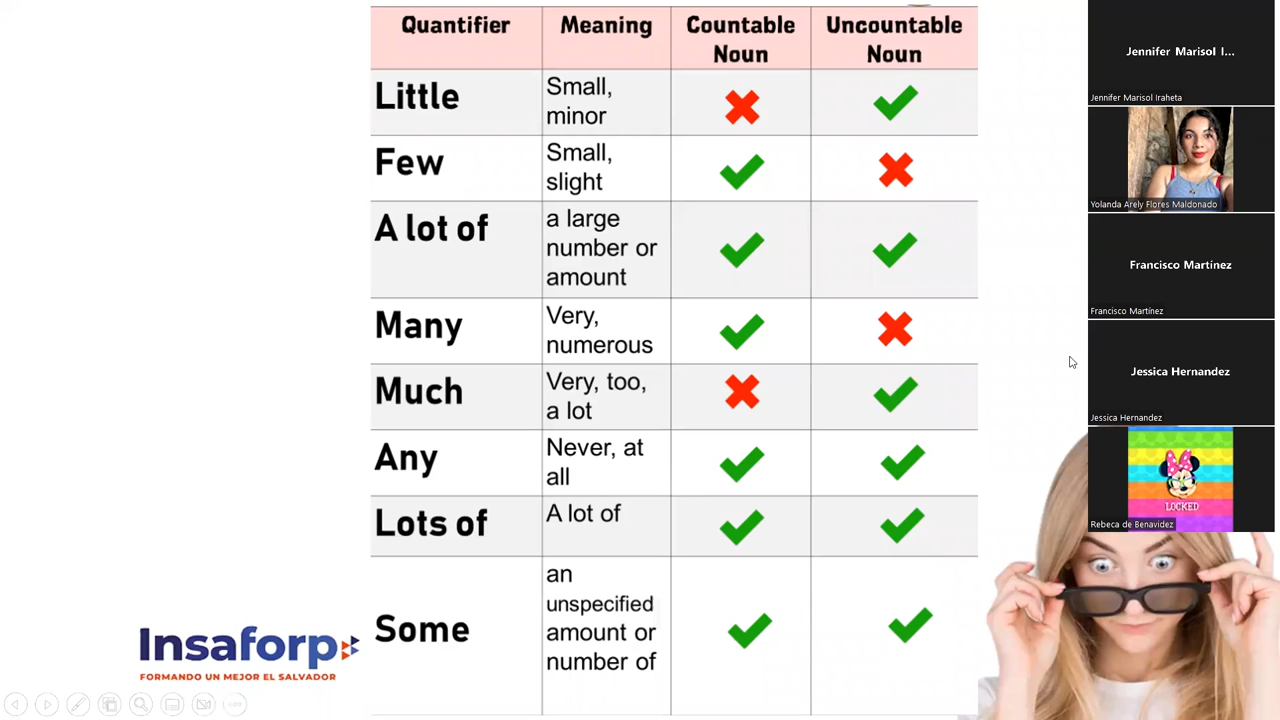 Quantifier
Meaning
Countable
Noun
Uncountable
Noun
Little
Small,
minor
Few
Small,
slight
A lot of
a large
number or
amount
Many
Very,
numerous
Much
Very, too,
a lot
Any
Never, at
all
Lots of
A lot of
Some
an
unspecified
amount or
number of
Insaforp
FORMANDO UN MEJOR EL SALVADOR
Jennifer Marisol I...
Jennifer Marisol Iraheta
Yolanda Arely Flores Maldonado
Francisco Martínez
Francisco Martínez
Jessica Hernandez
Jessica Hernandez
LOCKED
Rebeca de Benavidez